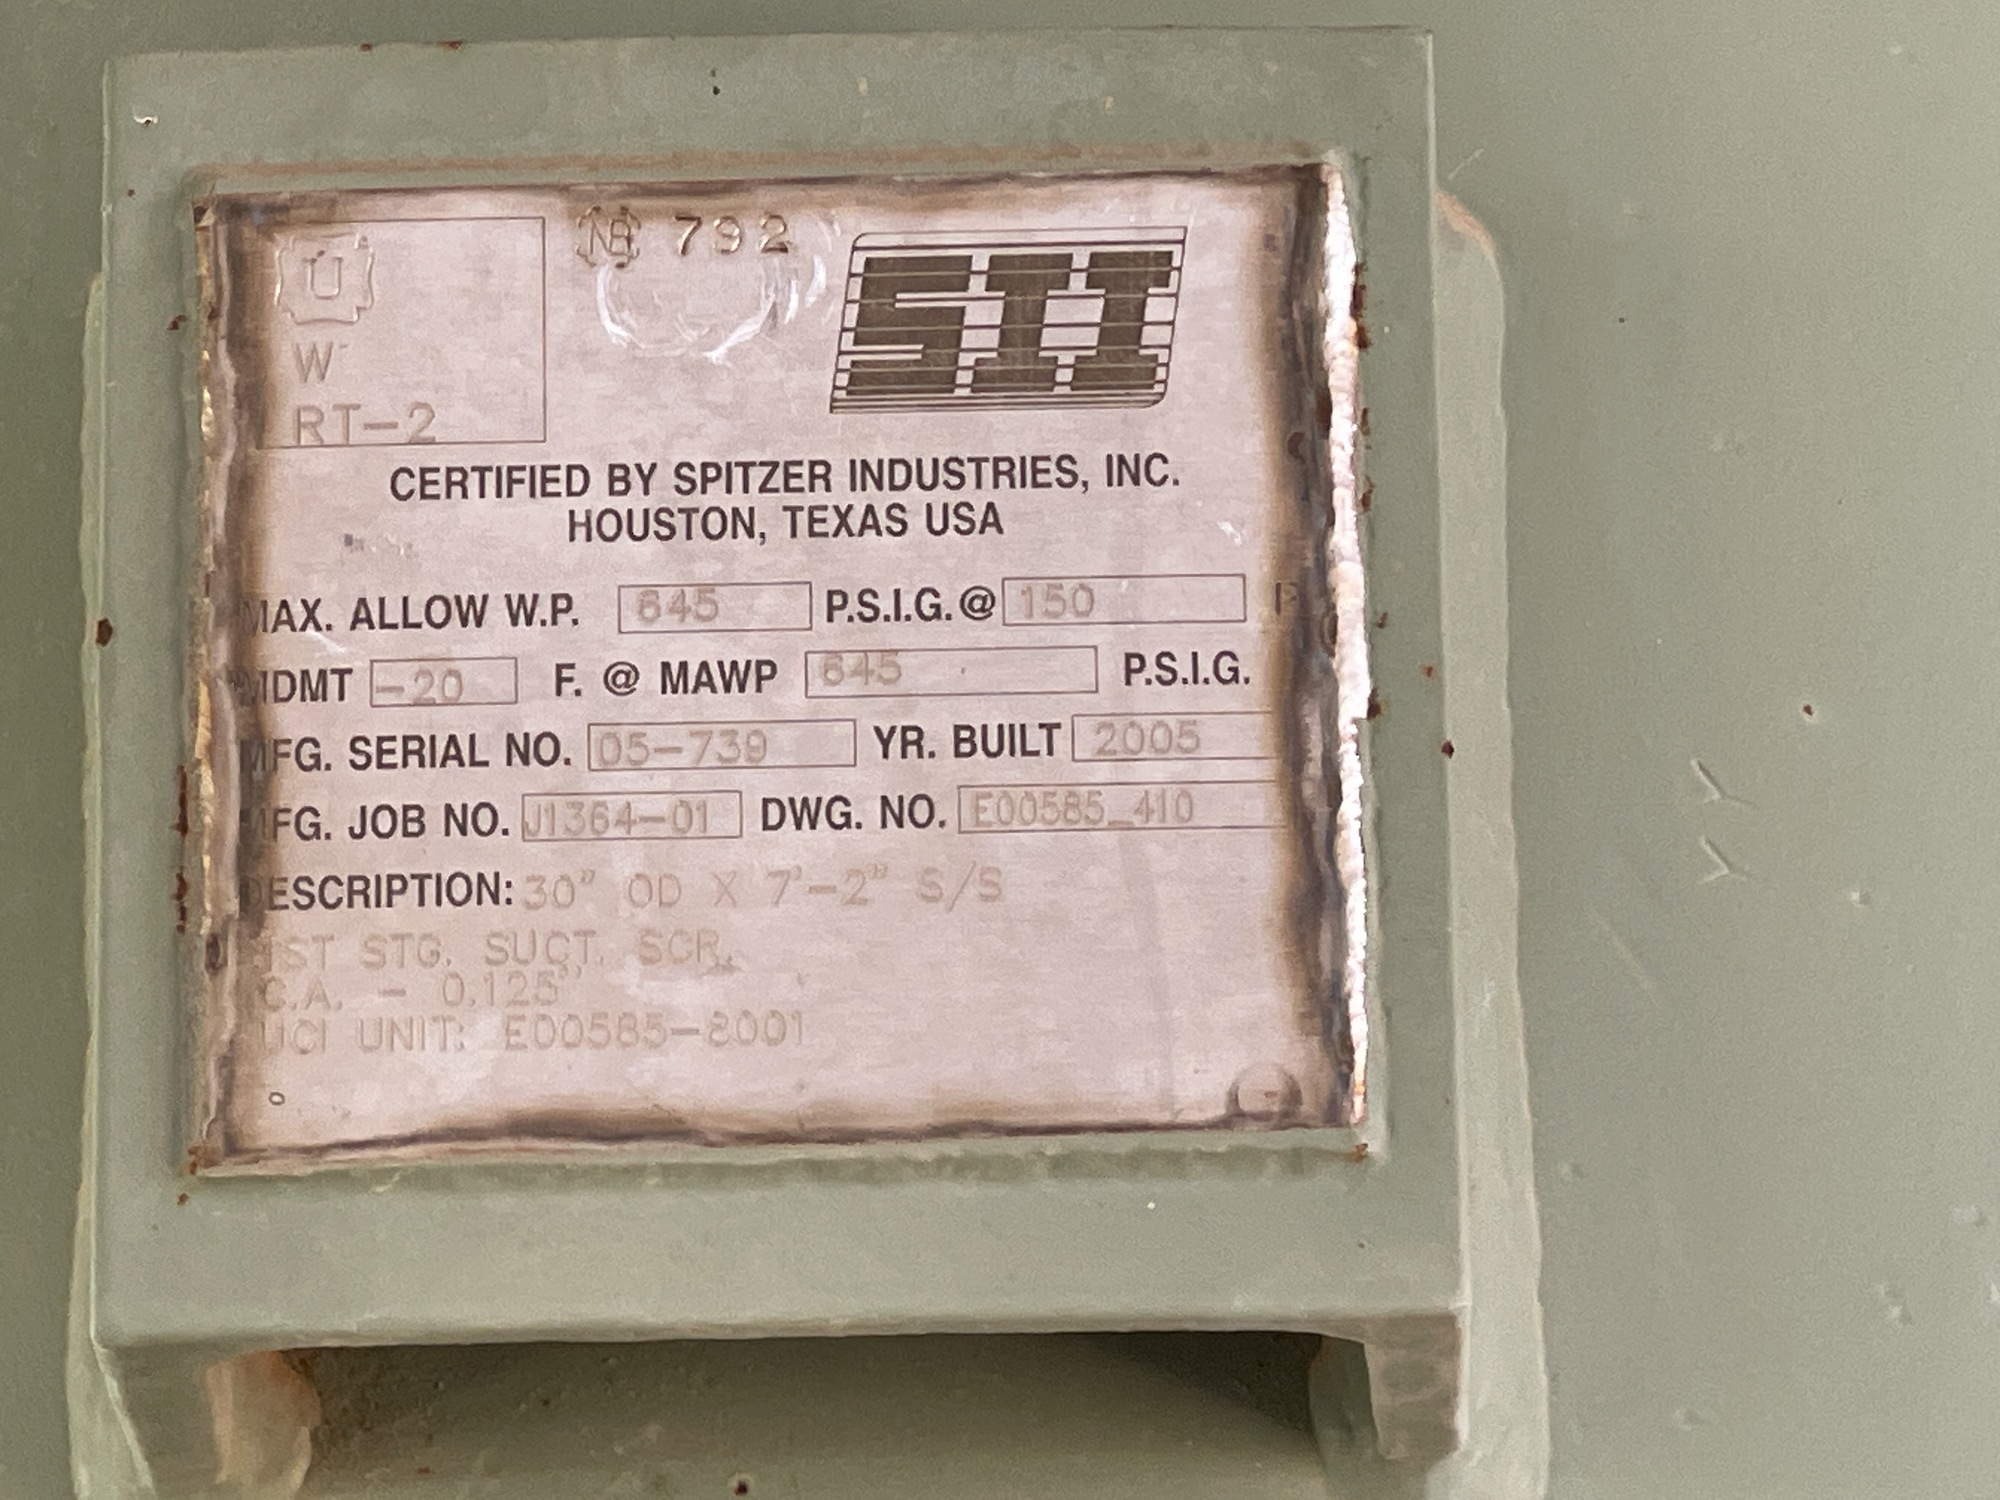 U
NB 792
SII
W
RT-2
CERTIFIED BY SPITZER INDUSTRIES, INC.
HOUSTON, TEXAS USA
MAX. ALLOW W.P. 645 P.S.I.G. @ 150 F
MDMT -20 F. @ MAWP 645 P.S.I.G.
MFG. SERIAL NO. 05-739 YR. BUILT 2005
MFG. JOB NO. J1364-01 DWG. NO. E00585_410
DESCRIPTION: 30" OD X 7'-2" S/S
1ST STG. SUCT. SCR.
C.A. - 0.125"
UCI UNIT: E00585-2001